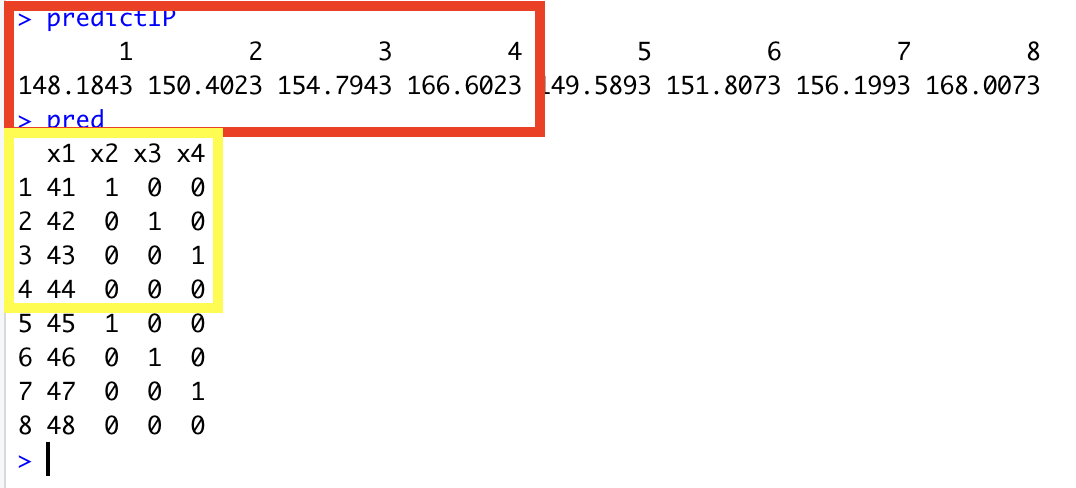 > predictIP
1 2 3 4 5 6 7 8
148.1843 150.4023 154.7943 166.6023 149.5893 151.8073 156.1993 168.0073
> pred
x1 x2 x3 x4
1 41 1 0 0
2 42 0 1 0
3 43 0 0 1
4 44 0 0 0
5 45 1 0 0
6 46 0 1 0
7 47 0 0 1
8 48 0 0 0
>